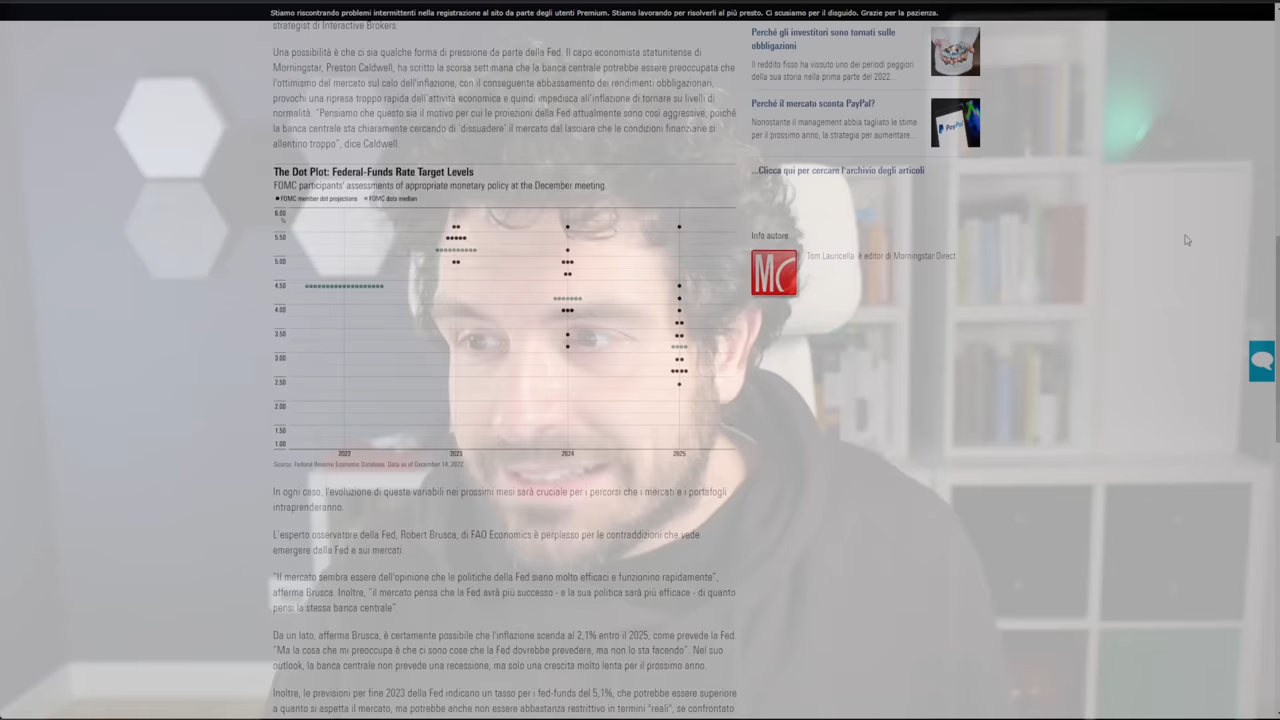 Stiamo riscontrando problemi intermittenti nella registrazione al sito da parte degli utenti Premium. Stiamo lavorando per risolverli al più presto. Ci scusiamo per il disguido. Grazie per la pazienza.
strategist di Interactive Brokers.
Una possibilità è che ci sia qualche forma di pressione da parte della Fed. Il capo economista statunitense di
Morningstar, Preston Caldwell, ha scritto la scorsa settimana che la banca centrale potrebbe essere preoccupata che
l'ottimismo del mercato sul calo dell'inflazione, con il conseguente abbassamento dei rendimenti obbligazionari,
provochi una ripresa troppo rapida dell'attività economica e quindi impedisca all'inflazione di tornare su livelli di
normalità. "Pensiamo che questo sia il motivo per cui le proiezioni della Fed attualmente sono così aggressive, poiché
la banca centrale sta chiaramente cercando di 'dissuadere' il mercato dal lasciare che le condizioni finanziarie si
allentino troppo", dice Caldwell.
The Dot Plot: Federal-Funds Rate Target Levels
FOMC participants' assessments of appropriate monetary policy at the December meeting.
FOMC member dot projections FOMC dots median
6.00
%
5.50
5.00
4.50
4.00
3.50
3.00
2.50
2.00
1.50
1.00
2022 2023 2024 2025
Source: Federal Reserve Economic Database. Data as of December 14, 2022.
In ogni caso, l'evoluzione di queste variabili nei prossimi mesi sarà cruciale per i percorsi che i mercati e i portafogli
intraprenderanno.
L'esperto osservatore della Fed, Robert Brusca, di FAO Economics è perplesso per le contraddizioni che vede
emergere dalla Fed e sui mercati.
"Il mercato sembra essere dell'opinione che le politiche della Fed siano molto efficaci e funzionino rapidamente",
afferma Brusca. Inoltre, "il mercato pensa che la Fed avrà più successo - e la sua politica sarà più efficace - di quanto
pensi la stessa banca centrale".
Da un lato, afferma Brusca, è certamente possibile che l'inflazione scenda al 2,1% entro il 2025, come prevede la Fed.
"Ma la cosa che mi preoccupa è che ci sono cose che la Fed dovrebbe prevedere, ma non lo sta facendo". Nel suo
outlook, la banca centrale non prevede una recessione, ma solo una crescita molto lenta per il prossimo anno.
Inoltre, le previsioni per fine 2023 della Fed indicano un tasso per i fed-funds del 5,1%, che potrebbe essere superiore
a quanto si aspetta il mercato, ma potrebbe anche non essere abbastanza restrittivo in termini "reali", se confrontato
Perché gli investitori sono tornati sulle
obbligazioni
Il reddito fisso ha vissuto uno dei periodi peggiori
della sua storia nella prima parte del 2022...
Perché il mercato sconta PayPal?
Nonostante il management abbia tagliato le stime
per il prossimo anno, la strategia per aumentare...
PayPal
...Clicca qui per cercare l'archivio degli articoli
Info autore
MC
Tom Lauricella è editor di Morningstar Direct